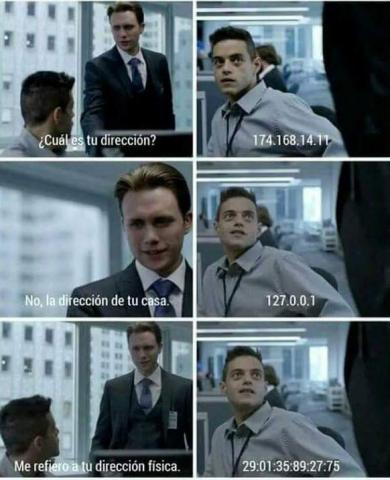 ¿Cuál es tu dirección?
174.168.14.11
No, la dirección de tu casa.
127.0.0.1
Me refiero a tu dirección física.
29:01:35:89:27:75